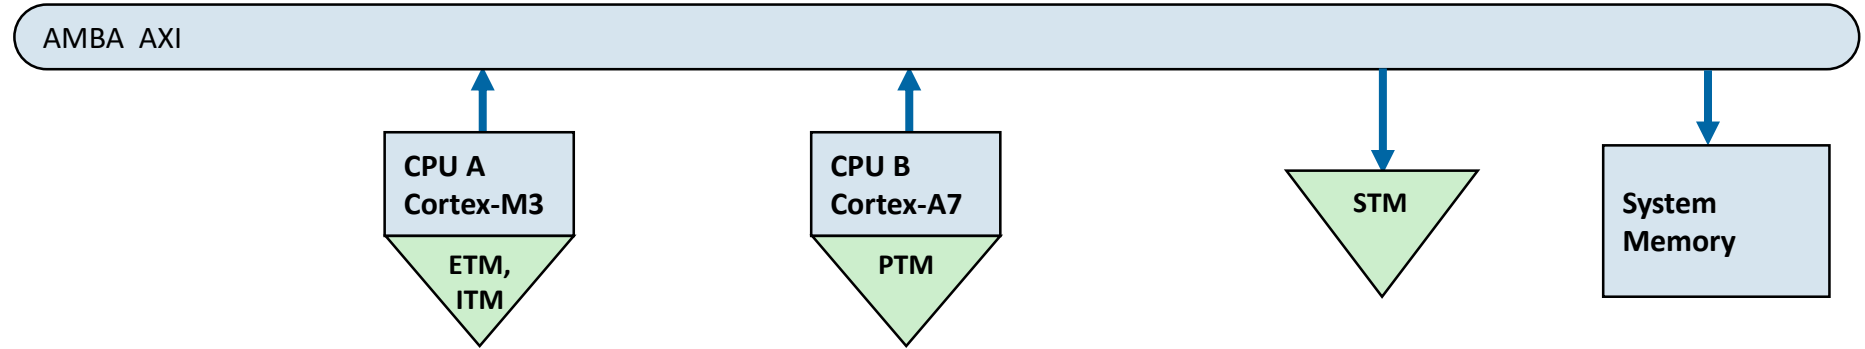 AMBA AXI
CPU A
Cortex-M3
ETM,
ITM
CPU B
Cortex-A7
PTM
STM
System
Memory